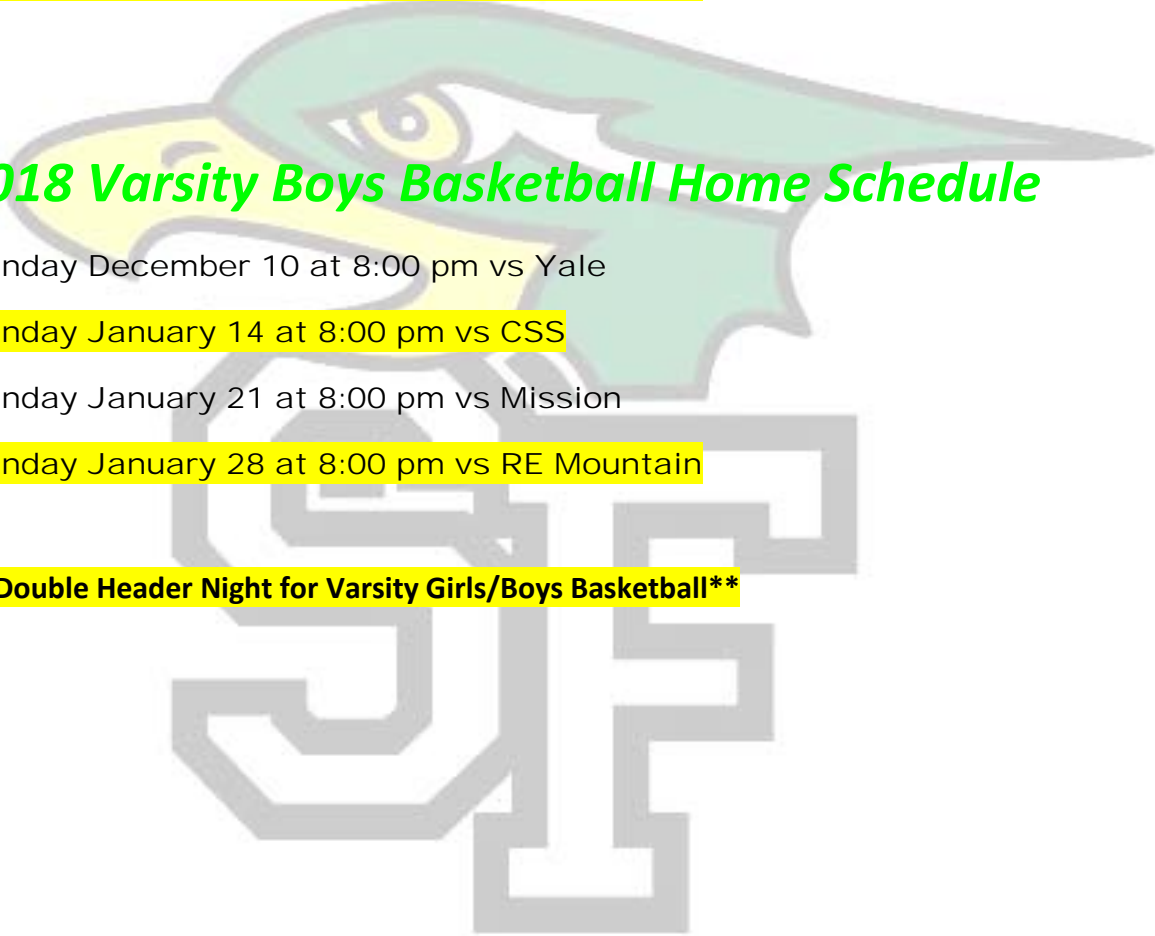 018 Varsity Boys Basketball Home Schedule
nday December 10 at 8:00 pm vs Yale
nday January 14 at 8:00 pm vs CSS
nday January 21 at 8:00 pm vs Mission
nday January 28 at 8:00 pm vs RE Mountain
Double Header Night for Varsity Girls/Boys Basketball**
SF